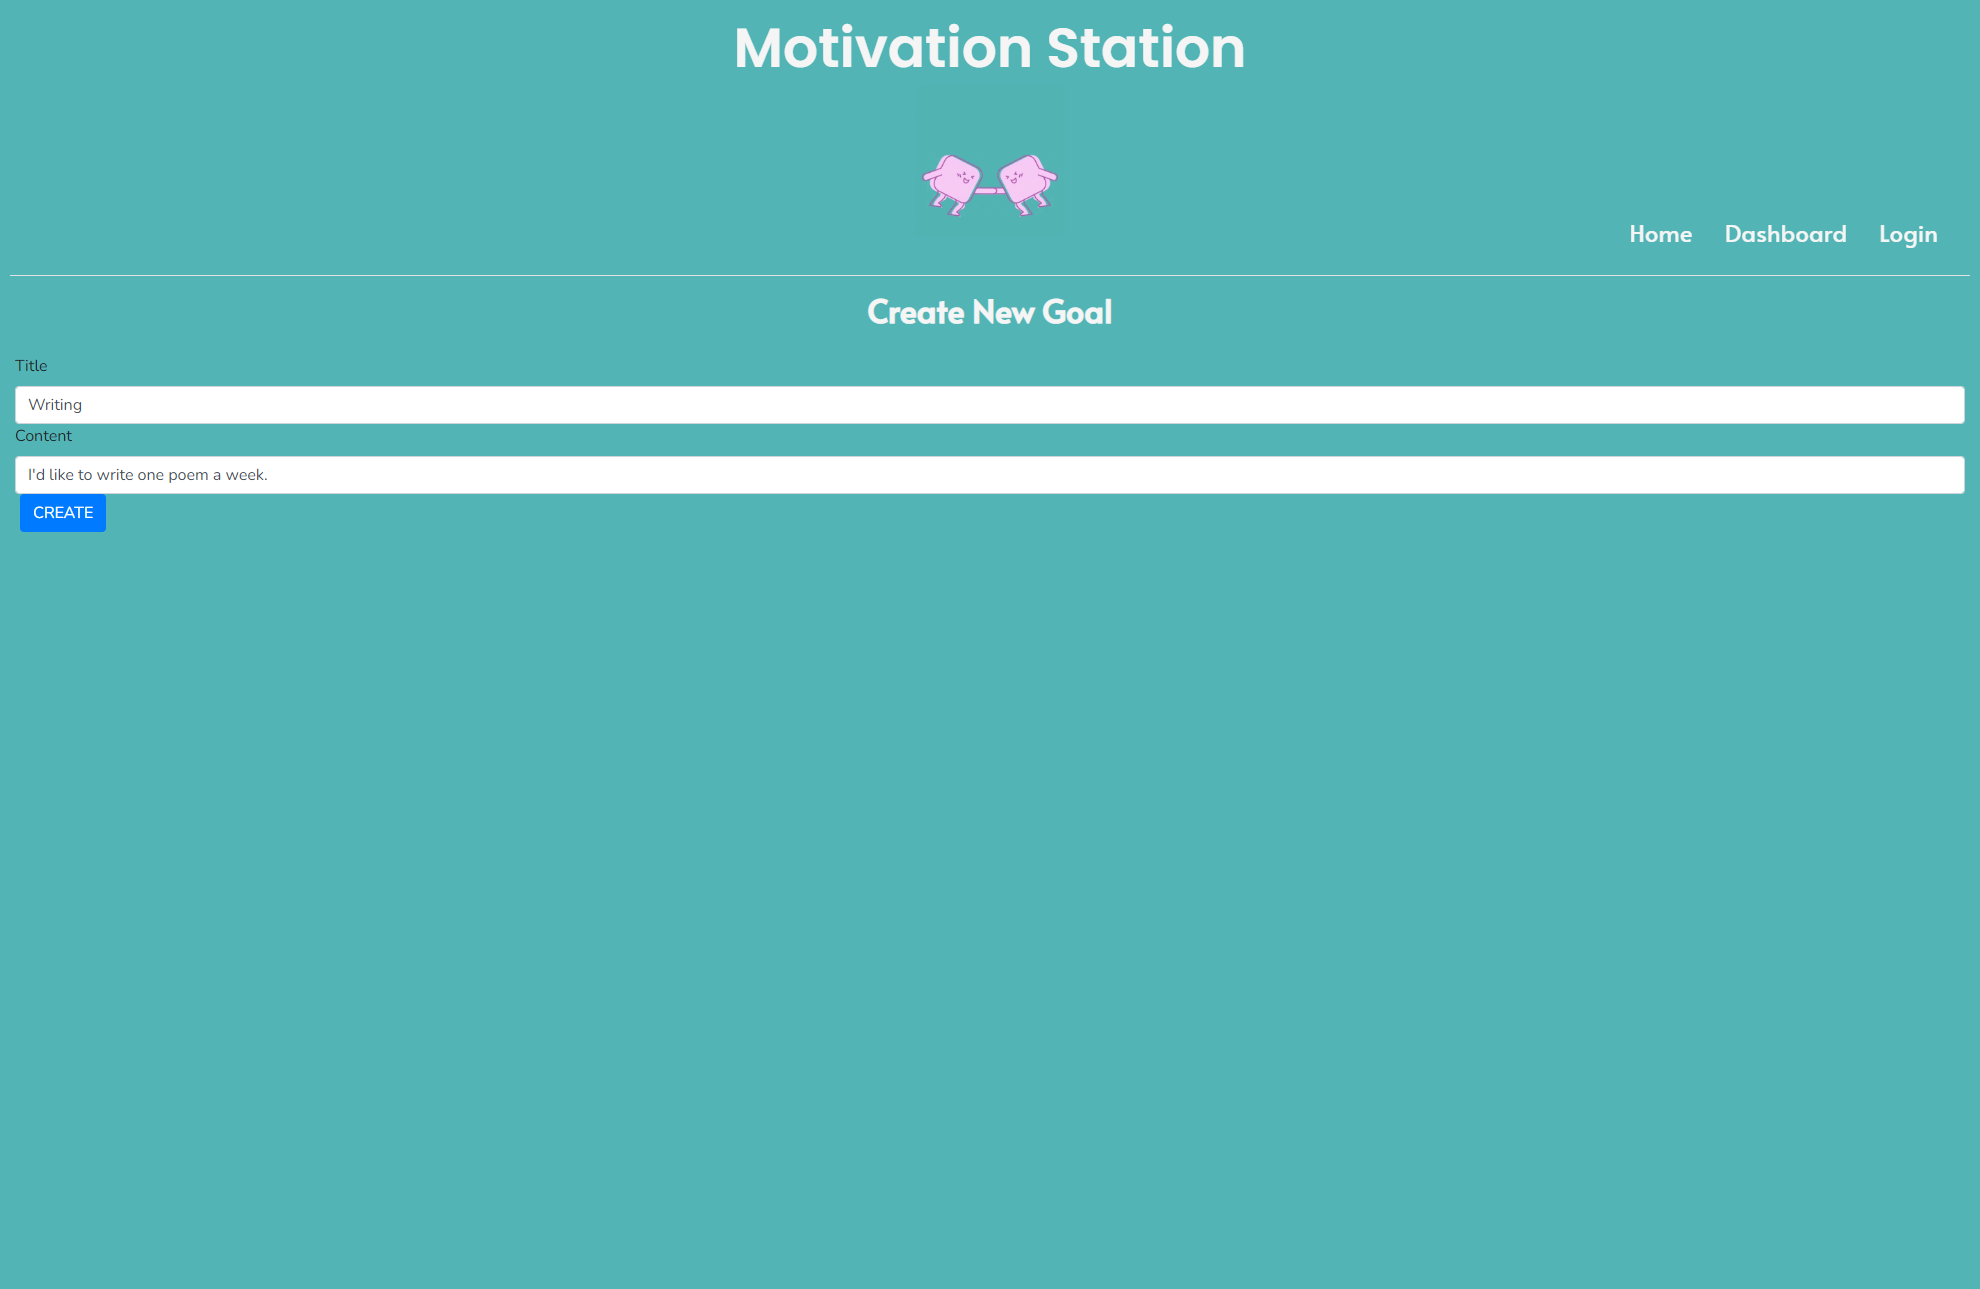 Motivation Station
Home Dashboard Login
Create New Goal
Title
Writing
Content
I'd like to write one poem a week.
CREATE